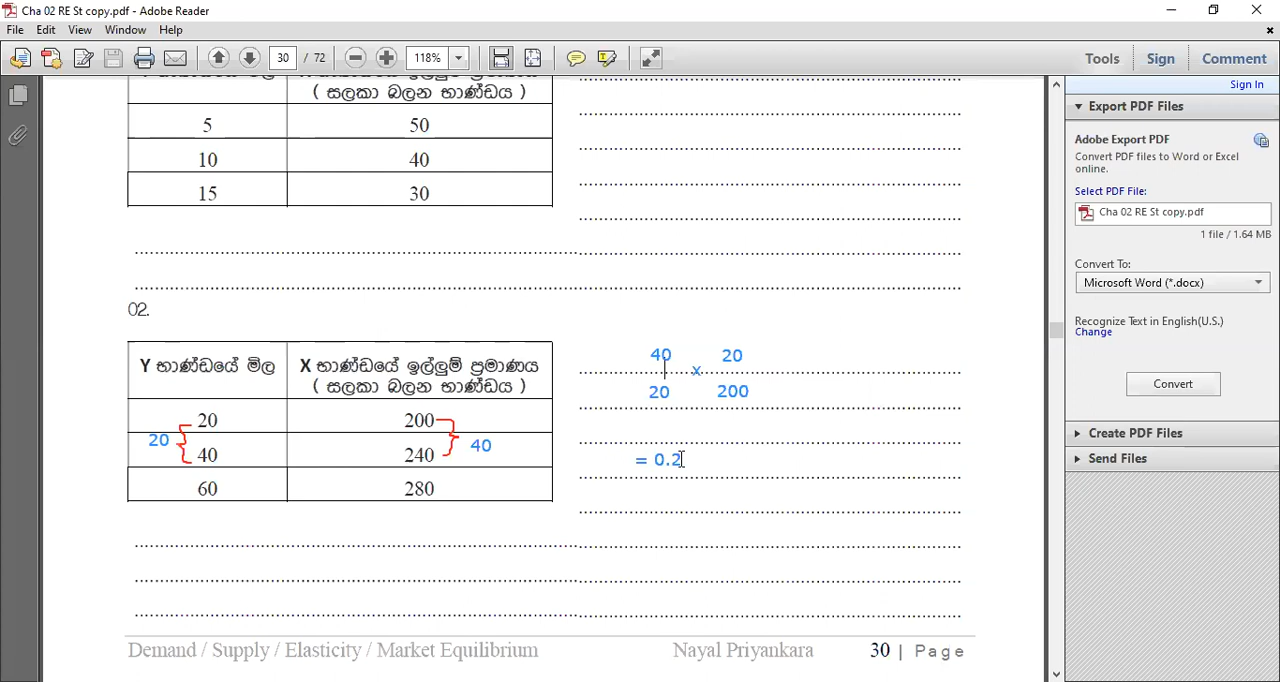 Cha 02 RE St copy.pdf - Adobe Reader
File Edit View Window Help
30 / 72 118% Tools Sign Comment
Sign In
( සලකා බලන භාණ්ඩය )
5 50
10 40
15 30
02.
Y භාණ්ඩයේ මිල X භාණ්ඩයේ ඉල්ලුම් ප්‍රමාණය
( සලකා බලන භාණ්ඩය )
20 200
40 240
60 280
20 40
40 x 20
20 200
= 0.2
Demand / Supply / Elasticity / Market Equilibrium Nayal Priyankara 30 | Page
Export PDF Files
Adobe Export PDF
Convert PDF files to Word or Excel
online.
Select PDF File:
Cha 02 RE St copy.pdf
1 file / 1.64 MB
Convert To:
Microsoft Word (*.docx)
Recognize Text in English(U.S.)
Change
Convert
Create PDF Files
Send Files